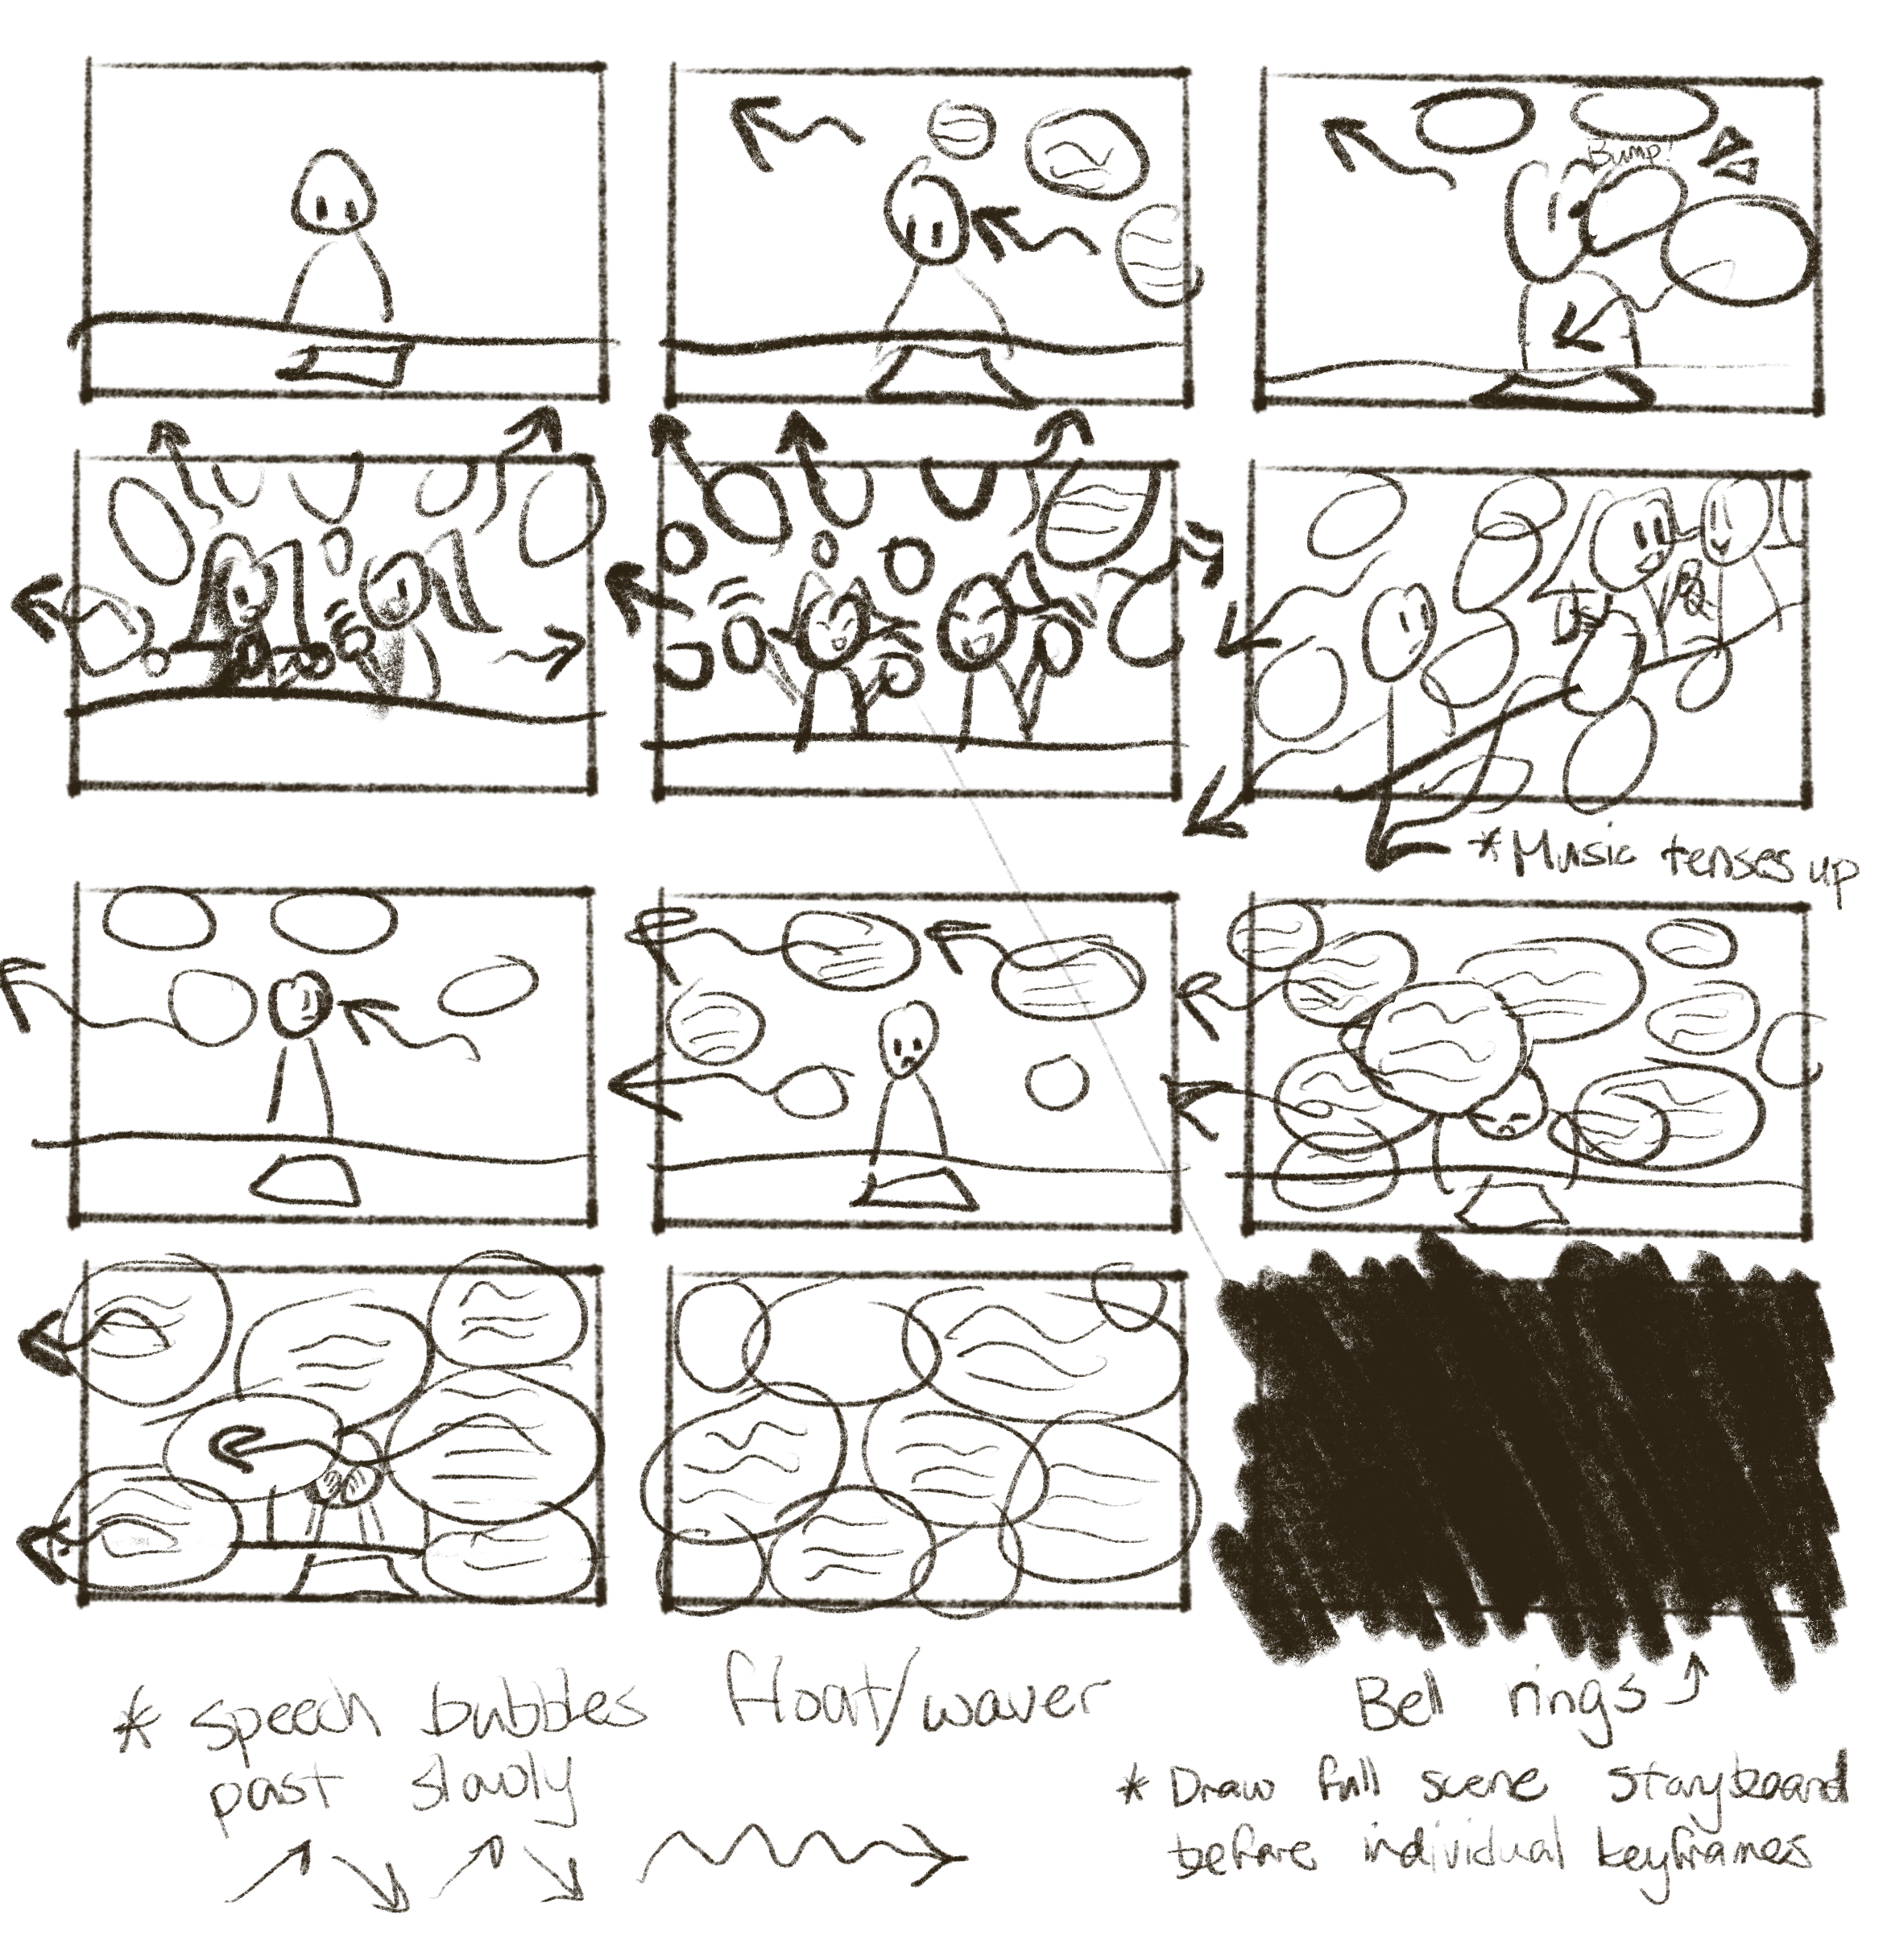 Bump!
*Music tenses up
* speech bubbles float/waver
past slowly
Bell rings
* Draw full scene storyboard
before individual keyframes